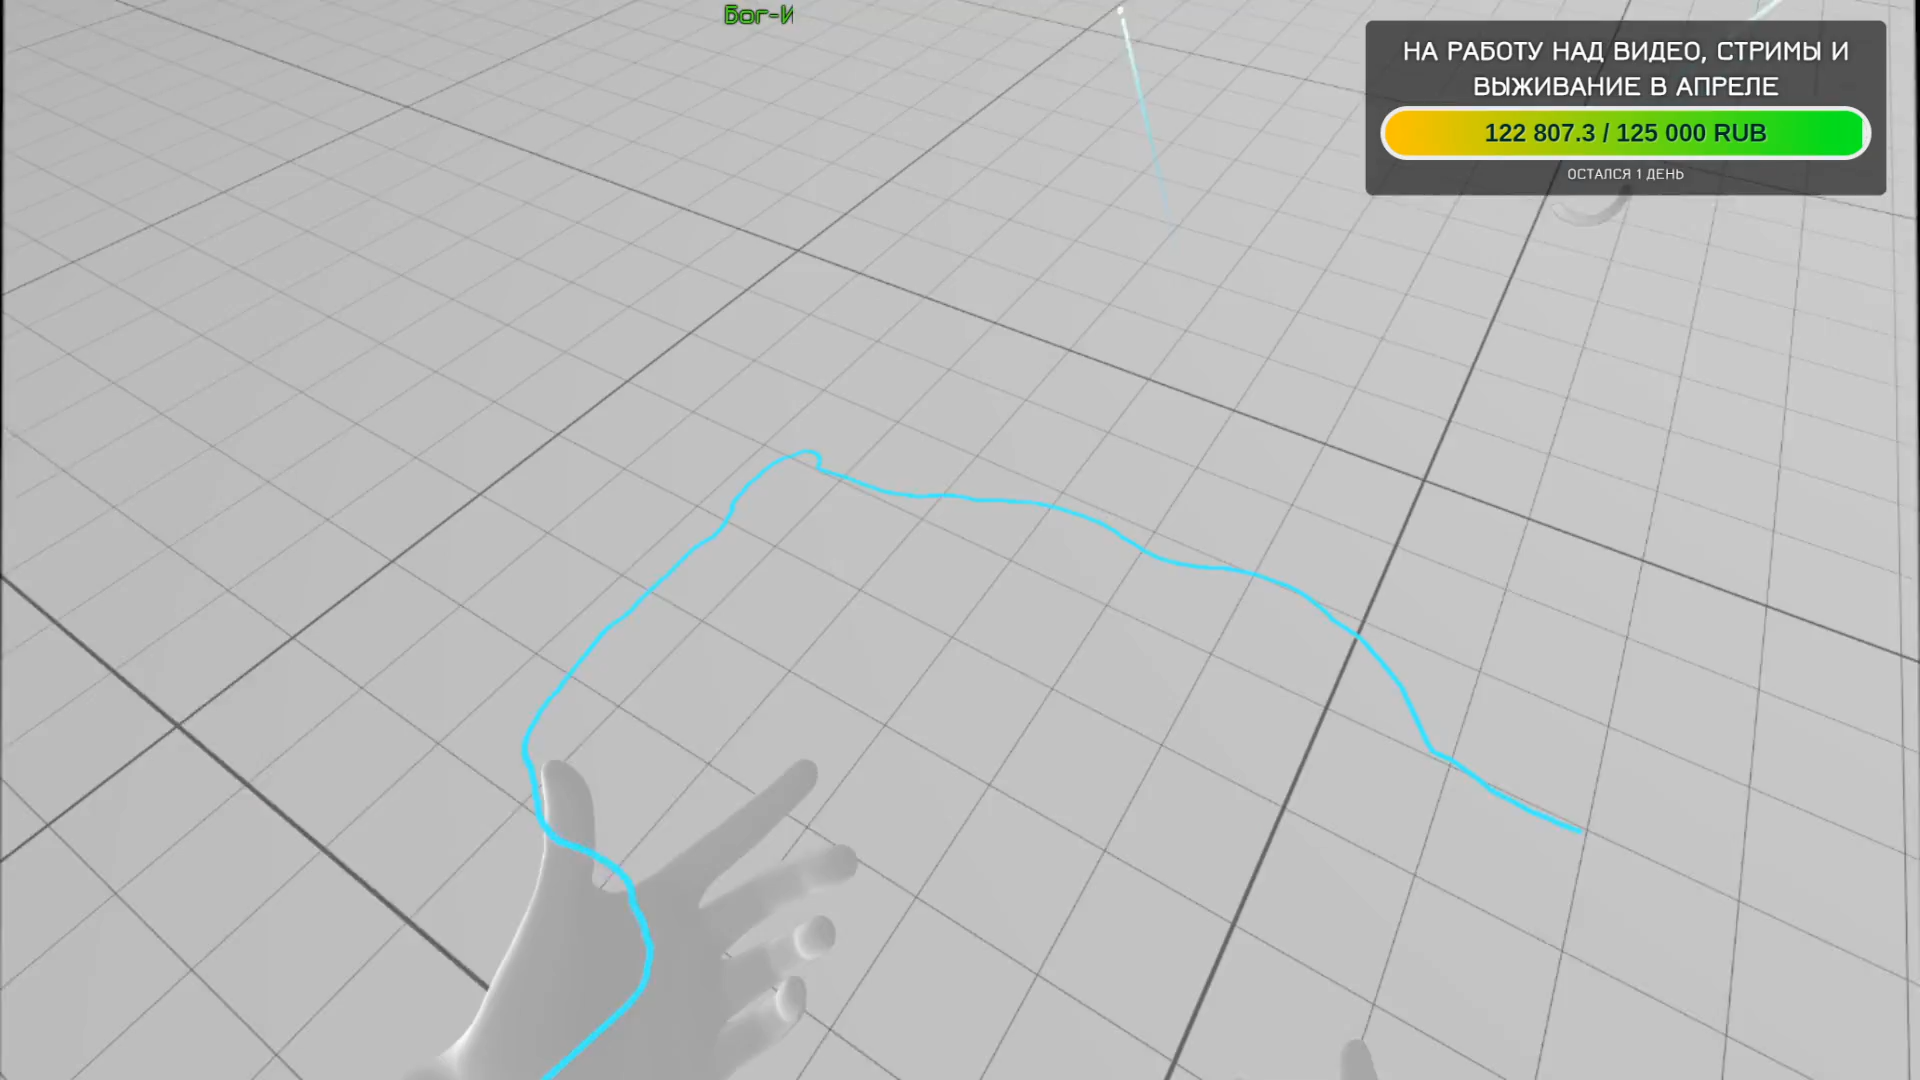 Бог-И
НА РАБОТУ НАД ВИДЕО, СТРИМЫ И
ВЫЖИВАНИЕ В АПРЕЛЕ
122 807.3 / 125 000 RUB
ОСТАЛСЯ 1 ДЕНЬ